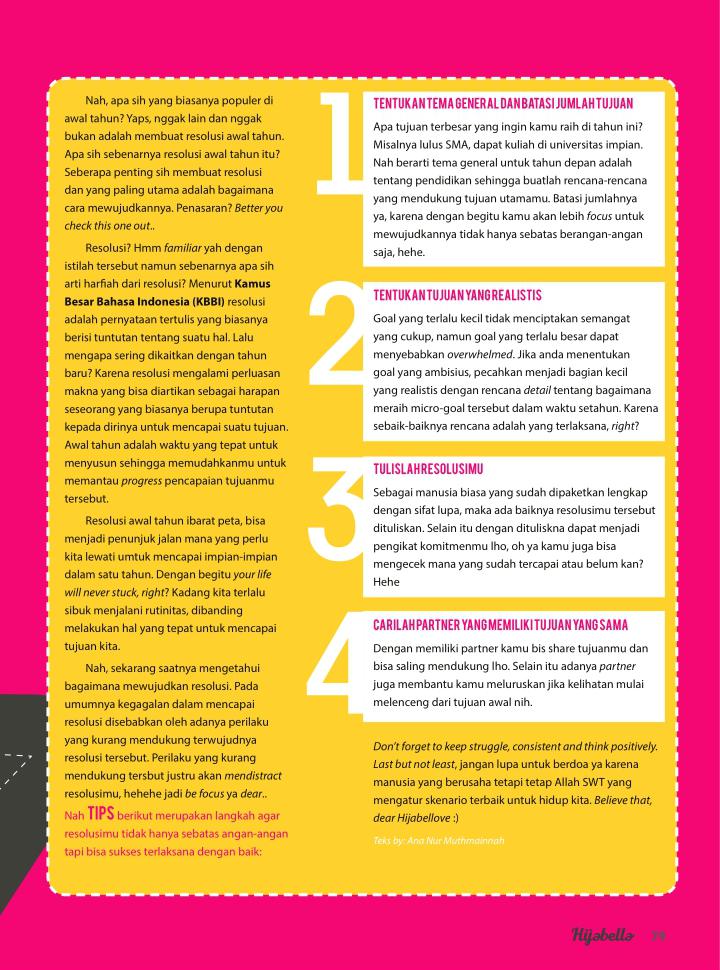 Nah, apa sih yang biasanya populer di
awal tahun? Yaps, nggak lain dan nggak
bukan adalah membuat resolusi awal tahun.
Apa sih sebenarnya resolusi awal tahun itu?
Seberapa penting sih membuat resolusi
dan yang paling utama adalah bagaimana
cara mewujudkannya. Penasaran? Better you
check this one out..
Resolusi? Hmm familiar yah dengan
istilah tersebut namun sebenarnya apa sih
arti harfiah dari resolusi? Menurut Kamus
Besar Bahasa Indonesia (KBBI) resolusi
adalah pernyataan tertulis yang biasanya
berisi tuntutan tentang suatu hal. Lalu
mengapa sering dikaitkan dengan tahun
baru? Karena resolusi mengalami perluasan
makna yang bisa diartikan sebagai harapan
seseorang yang biasanya berupa tuntutan
kepada dirinya untuk mencapai suatu tujuan.
Awal tahun adalah waktu yang tepat untuk
menyusun sehingga memudahkanmu untuk
memantau progress pencapaian tujuanmu
tersebut.
Resolusi awal tahun ibarat peta, bisa
menjadi penunjuk jalan mana yang perlu
kita lewati umtuk mencapai impian-impian
dalam satu tahun. Dengan begitu your life
will never stuck, right? Kadang kita terlalu
sibuk menjalani rutinitas, dibanding
melakukan hal yang tepat untuk mencapai
tujuan kita.
Nah, sekarang saatnya mengetahui
bagaimana mewujudkan resolusi. Pada
umumnya kegagalan dalam mencapai
resolusi disebabkan oleh adanya perilaku
yang kurang mendukung terwujudnya
resolusi tersebut. Perilaku yang kurang
mendukung tersbut justru akan mendistract
resolusimu, hehehe jadi be focus ya dear..
Nah TIPS berikut merupakan langkah agar
resolusimu tidak hanya sebatas angan-angan
tapi bisa sukses terlaksana dengan baik:
1
TENTUKAN TEMA GENERAL DAN BATASI JUMLAH TUJUAN
Apa tujuan terbesar yang ingin kamu raih di tahun ini?
Misalnya lulus SMA, dapat kuliah di universitas impian.
Nah berarti tema general untuk tahun depan adalah
tentang pendidikan sehingga buatlah rencana-rencana
yang mendukung tujuan utamamu. Batasi jumlahnya
ya, karena dengan begitu kamu akan lebih focus untuk
mewujudkannya tidak hanya sebatas berangan-angan
saja, hehe.
2
TENTUKAN TUJUAN YANG REALISTIS
Goal yang terlalu kecil tidak menciptakan semangat
yang cukup, namun goal yang terlalu besar dapat
menyebabkan overwhelmed. Jika anda menentukan
goal yang ambisius, pecahkan menjadi bagian kecil
yang realistis dengan rencana detail tentang bagaimana
meraih micro-goal tersebut dalam waktu setahun. Karena
sebaik-baiknya rencana adalah yang terlaksana, right?
3
TULISLAH RESOLUSIMU
Sebagai manusia biasa yang sudah dipaketkan lengkap
dengan sifat lupa, maka ada baiknya resolusimu tersebut
dituliskan. Selain itu dengan dituliskna dapat menjadi
pengikat komitmenmu lho, oh ya kamu juga bisa
mengecek mana yang sudah tercapai atau belum kan?
Hehe
4
CARILAH PARTNER YANG MEMILIKI TUJUAN YANG SAMA
Dengan memiliki partner kamu bis share tujuanmu dan
bisa saling mendukung lho. Selain itu adanya partner
juga membantu kamu meluruskan jika kelihatan mulai
melenceng dari tujuan awal nih.
Don't forget to keep struggle, consistent and think positively.
Last but not least, jangan lupa untuk berdoa ya karena
manusia yang berusaha tetapi tetap Allah SWT yang
mengatur skenario terbaik untuk hidup kita. Believe that,
dear Hijabellove :)
Teks by: Ana Nur Muthmainnah
Hijabella